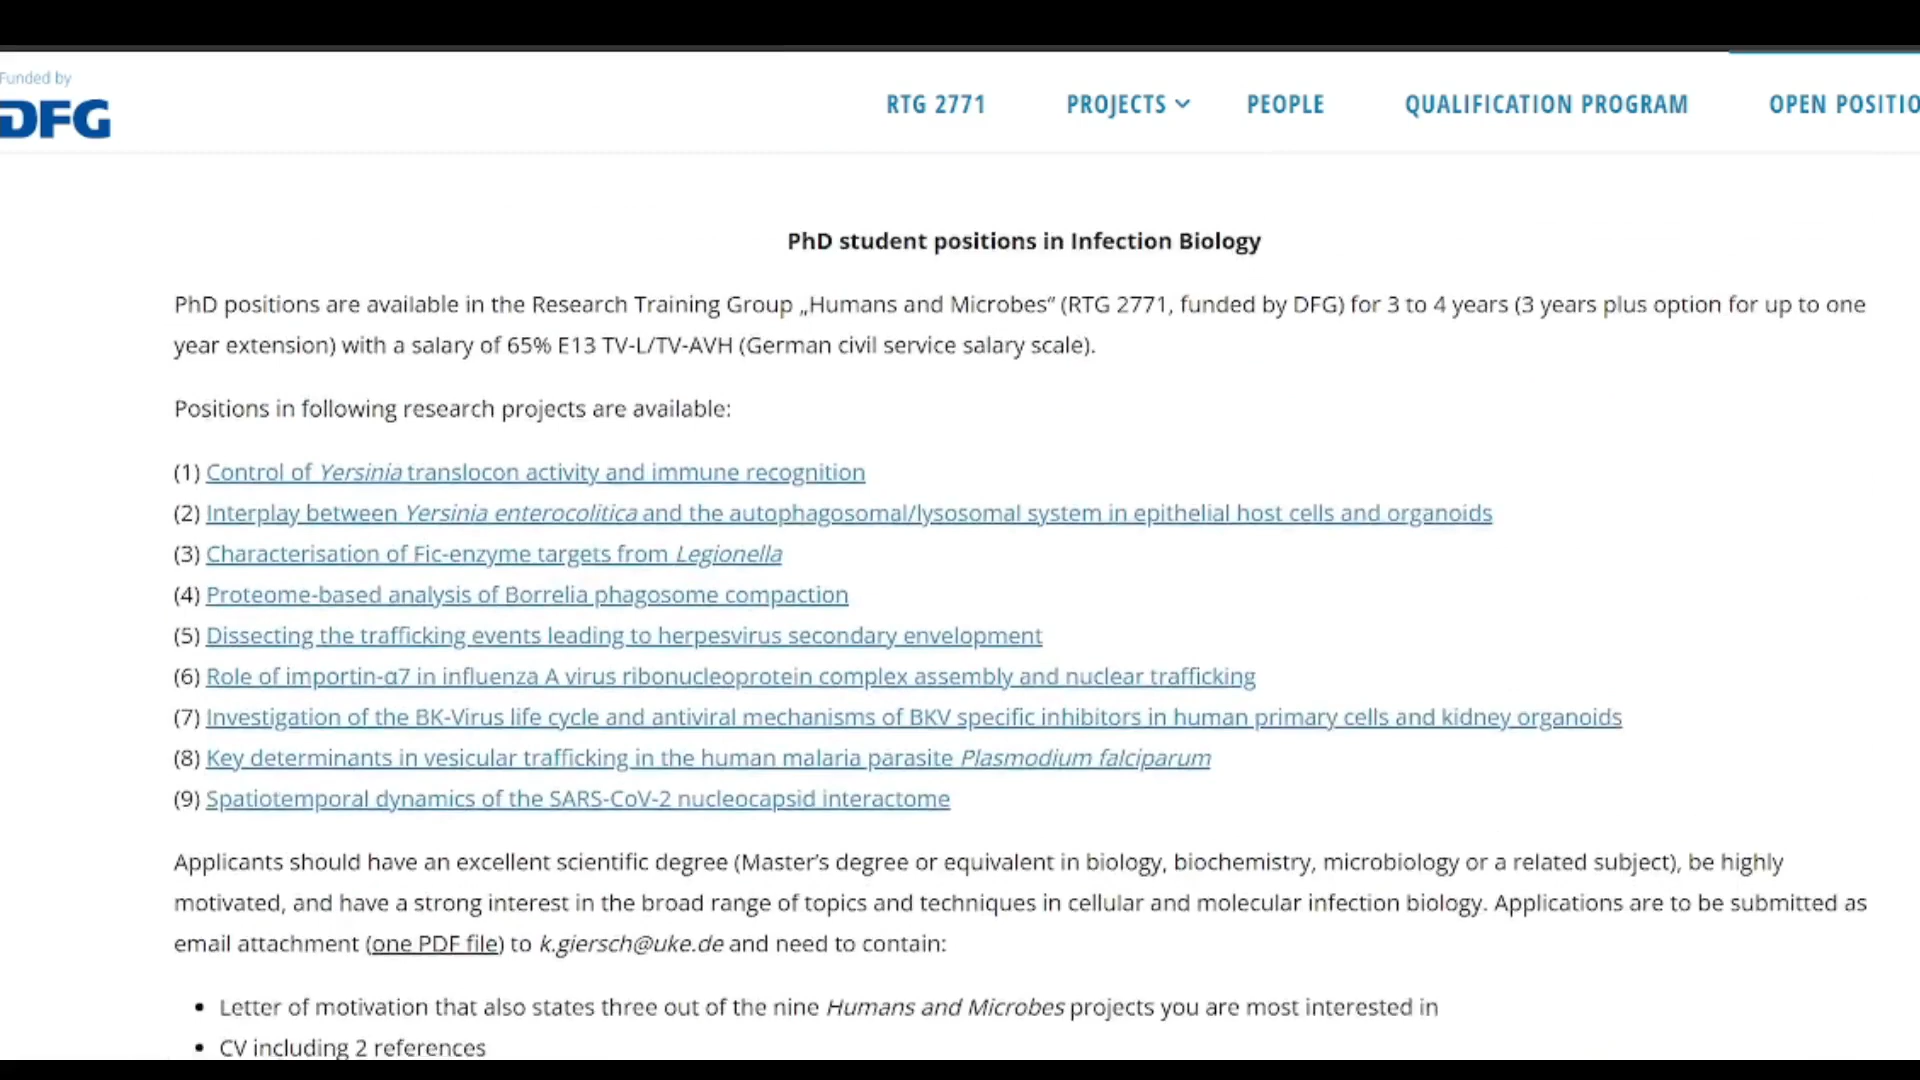 Funded by
DFG
RTG 2771
PROJECTS
PEOPLE
QUALIFICATION PROGRAM
OPEN POSITIO
PhD student positions in Infection Biology
PhD positions are available in the Research Training Group „Humans and Microbes“ (RTG 2771, funded by DFG) for 3 to 4 years (3 years plus option for up to one
year extension) with a salary of 65% E13 TV-L/TV-AVH (German civil service salary scale).
Positions in following research projects are available:
(1) Control of Yersinia translocon activity and immune recognition
(2) Interplay between Yersinia enterocolitica and the autophagosomal/lysosomal system in epithelial host cells and organoids
(3) Characterisation of Fic-enzyme targets from Legionella
(4) Proteome-based analysis of Borrelia phagosome compaction
(5) Dissecting the trafficking events leading to herpesvirus secondary envelopment
(6) Role of importin-α7 in influenza A virus ribonucleoprotein complex assembly and nuclear trafficking
(7) Investigation of the BK-Virus life cycle and antiviral mechanisms of BKV specific inhibitors in human primary cells and kidney organoids
(8) Key determinants in vesicular trafficking in the human malaria parasite Plasmodium falciparum
(9) Spatiotemporal dynamics of the SARS-CoV-2 nucleocapsid interactome
Applicants should have an excellent scientific degree (Master’s degree or equivalent in biology, biochemistry, microbiology or a related subject), be highly
motivated, and have a strong interest in the broad range of topics and techniques in cellular and molecular infection biology. Applications are to be submitted as
email attachment (one PDF file) to k.giersch@uke.de and need to contain:
• Letter of motivation that also states three out of the nine Humans and Microbes projects you are most interested in
• CV including 2 references